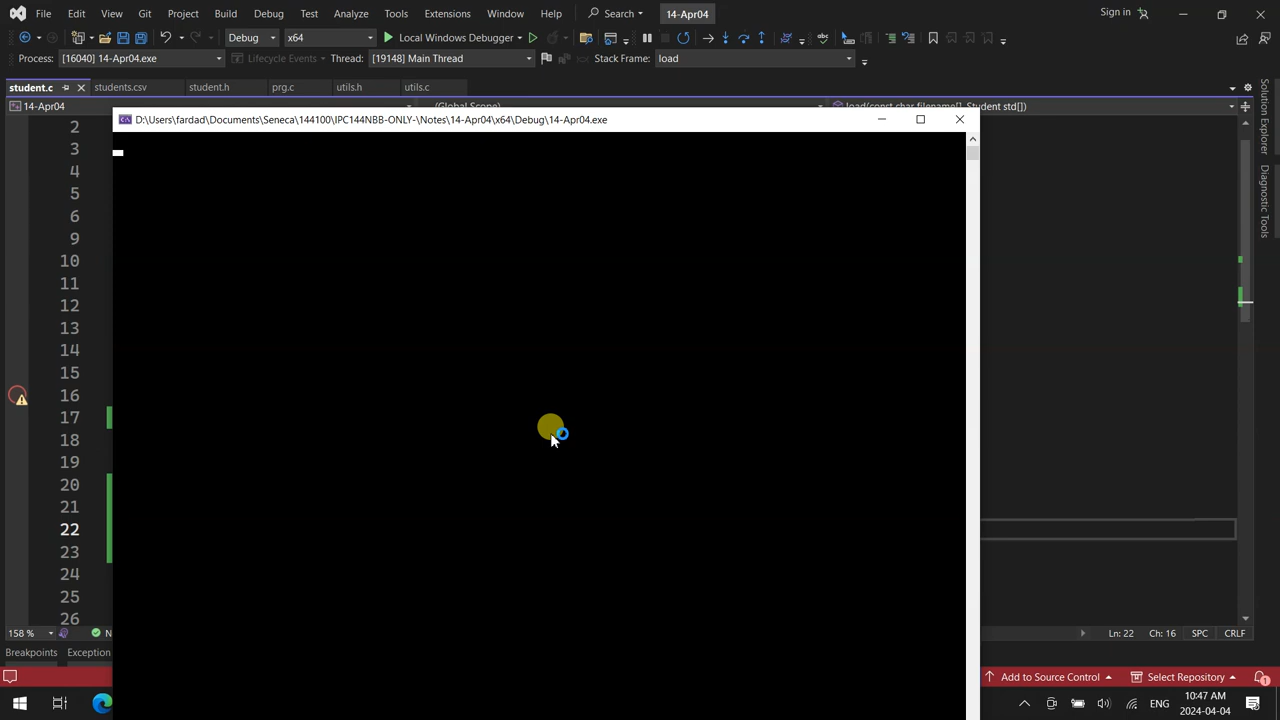 File Edit View Git Project Build Debug Test Analyze Tools Extensions Window Help Search 14-Apr04 Sign in
Debug x64 Local Windows Debugger
Process: [16040] 14-Apr04.exe Lifecycle Events Thread: [19148] Main Thread Stack Frame: load
student.c students.csv student.h prg.c utils.h utils.c
14-Apr04 (Global Scope) load(const char filename[], Student std[])
D:\Users\fardad\Documents\Seneca\144100\IPC144NBB-ONLY-\Notes\14-Apr04\x64\Debug\14-Apr04.exe
Solution Explorer
Diagnostic Tools
2
3
4
5
6
9
10
11
12
13
14
15
16
17
18
19
20
21
22
23
24
25
26
158 % N Ln: 22 Ch: 16 SPC CRLF
Breakpoints Exception
Add to Source Control Select Repository 1
ENG 10:47 AM
2024-04-04